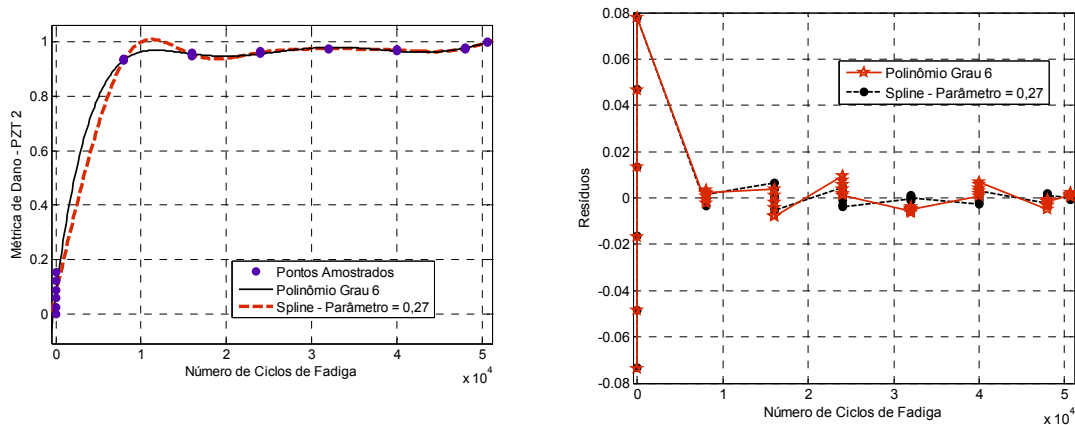 Métrica de Dano - PZT 2
1
0.8
0.6
0.4
0.2
0
Pontos Amostrados
Polinômio Grau 6
Spline - Parâmetro = 0,27
0 1 2 3 4 5
Número de Ciclos de Fadiga
x 10^4
Resíduos
0.08
0.06
0.04
0.02
0
-0.02
-0.04
-0.06
-0.08
Polinômio Grau 6
Spline - Parâmetro = 0,27
0 1 2 3 4 5
Número de Ciclos de Fadiga
x 10^4